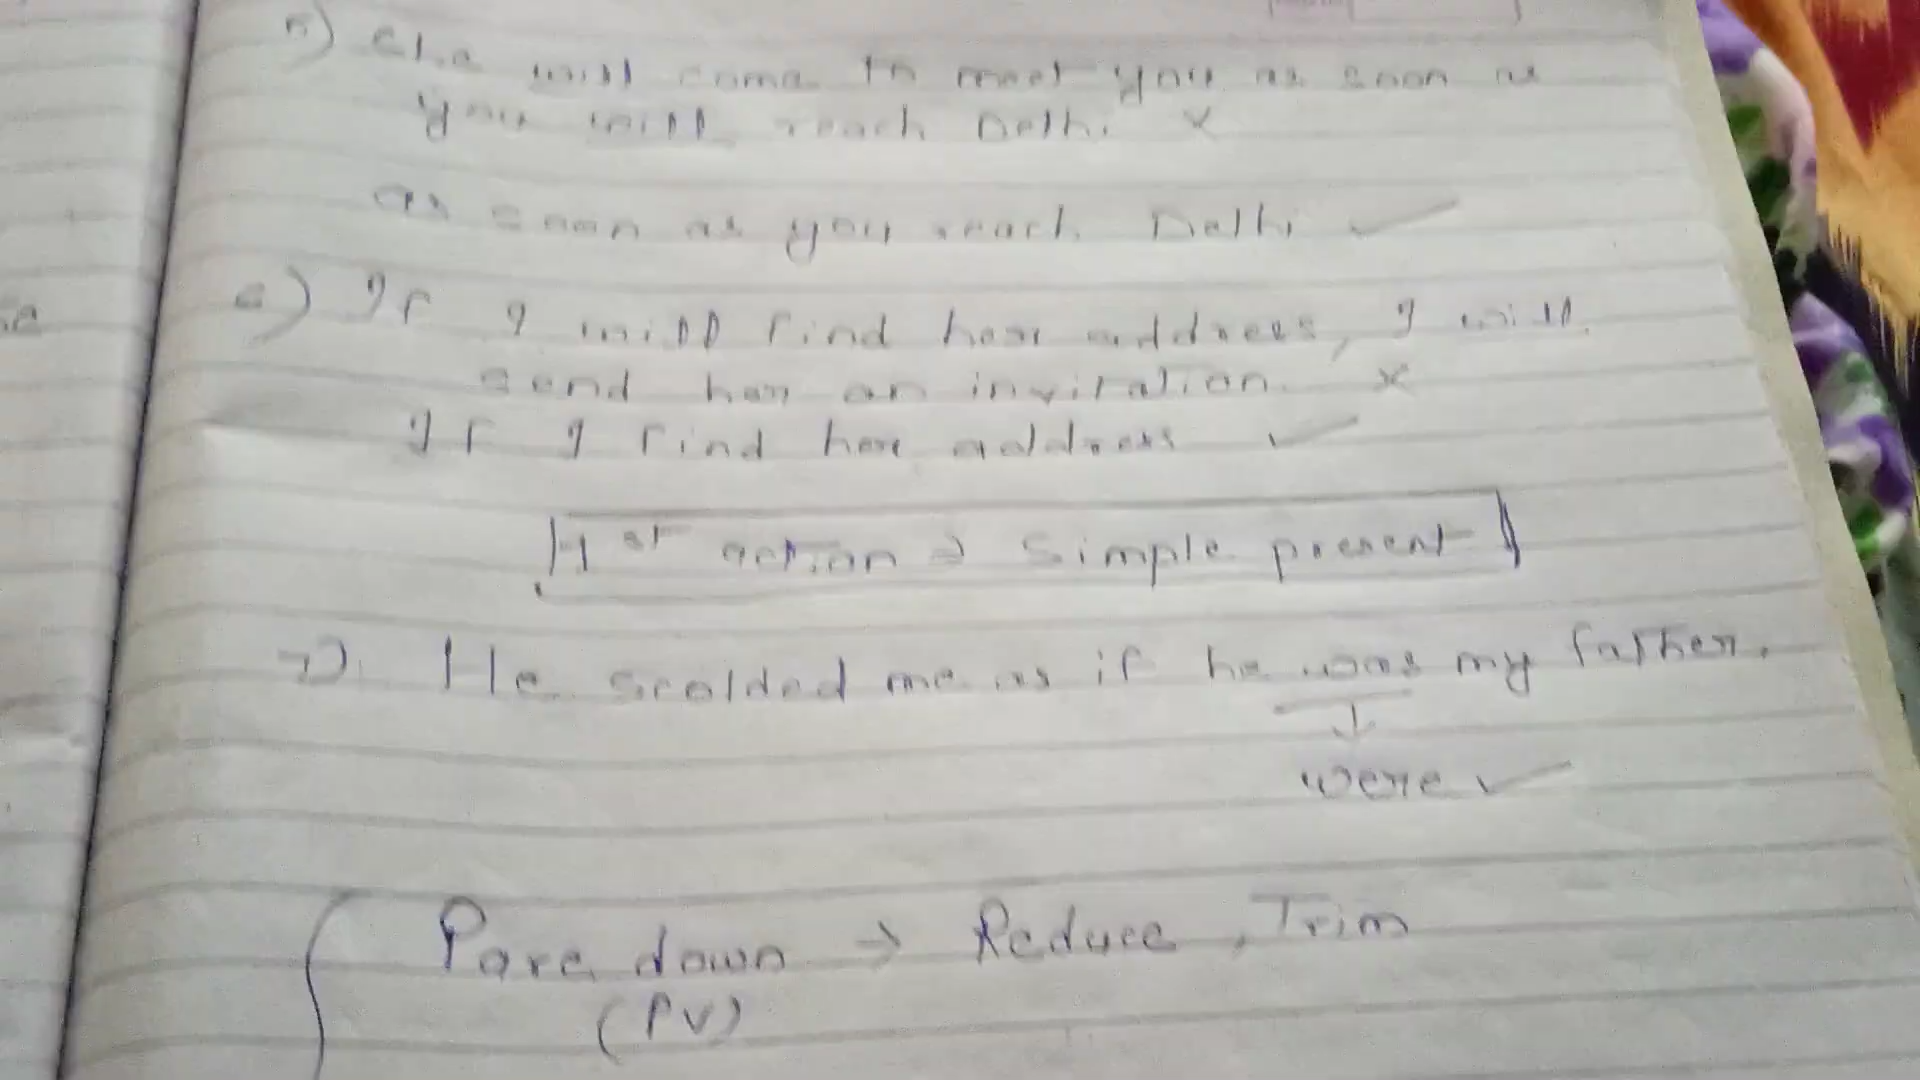 5) She will come to meet you as soon as
you will reach Delhi ×
as soon as you reach Delhi ✓
6) If I will find her address, I will
send her an invitation. ×
If I find her address ✓
1st action → Simple present
7). He scolded me as if he was my father.
↓
were ✓
Pare down → Reduce, Trim
(PV)